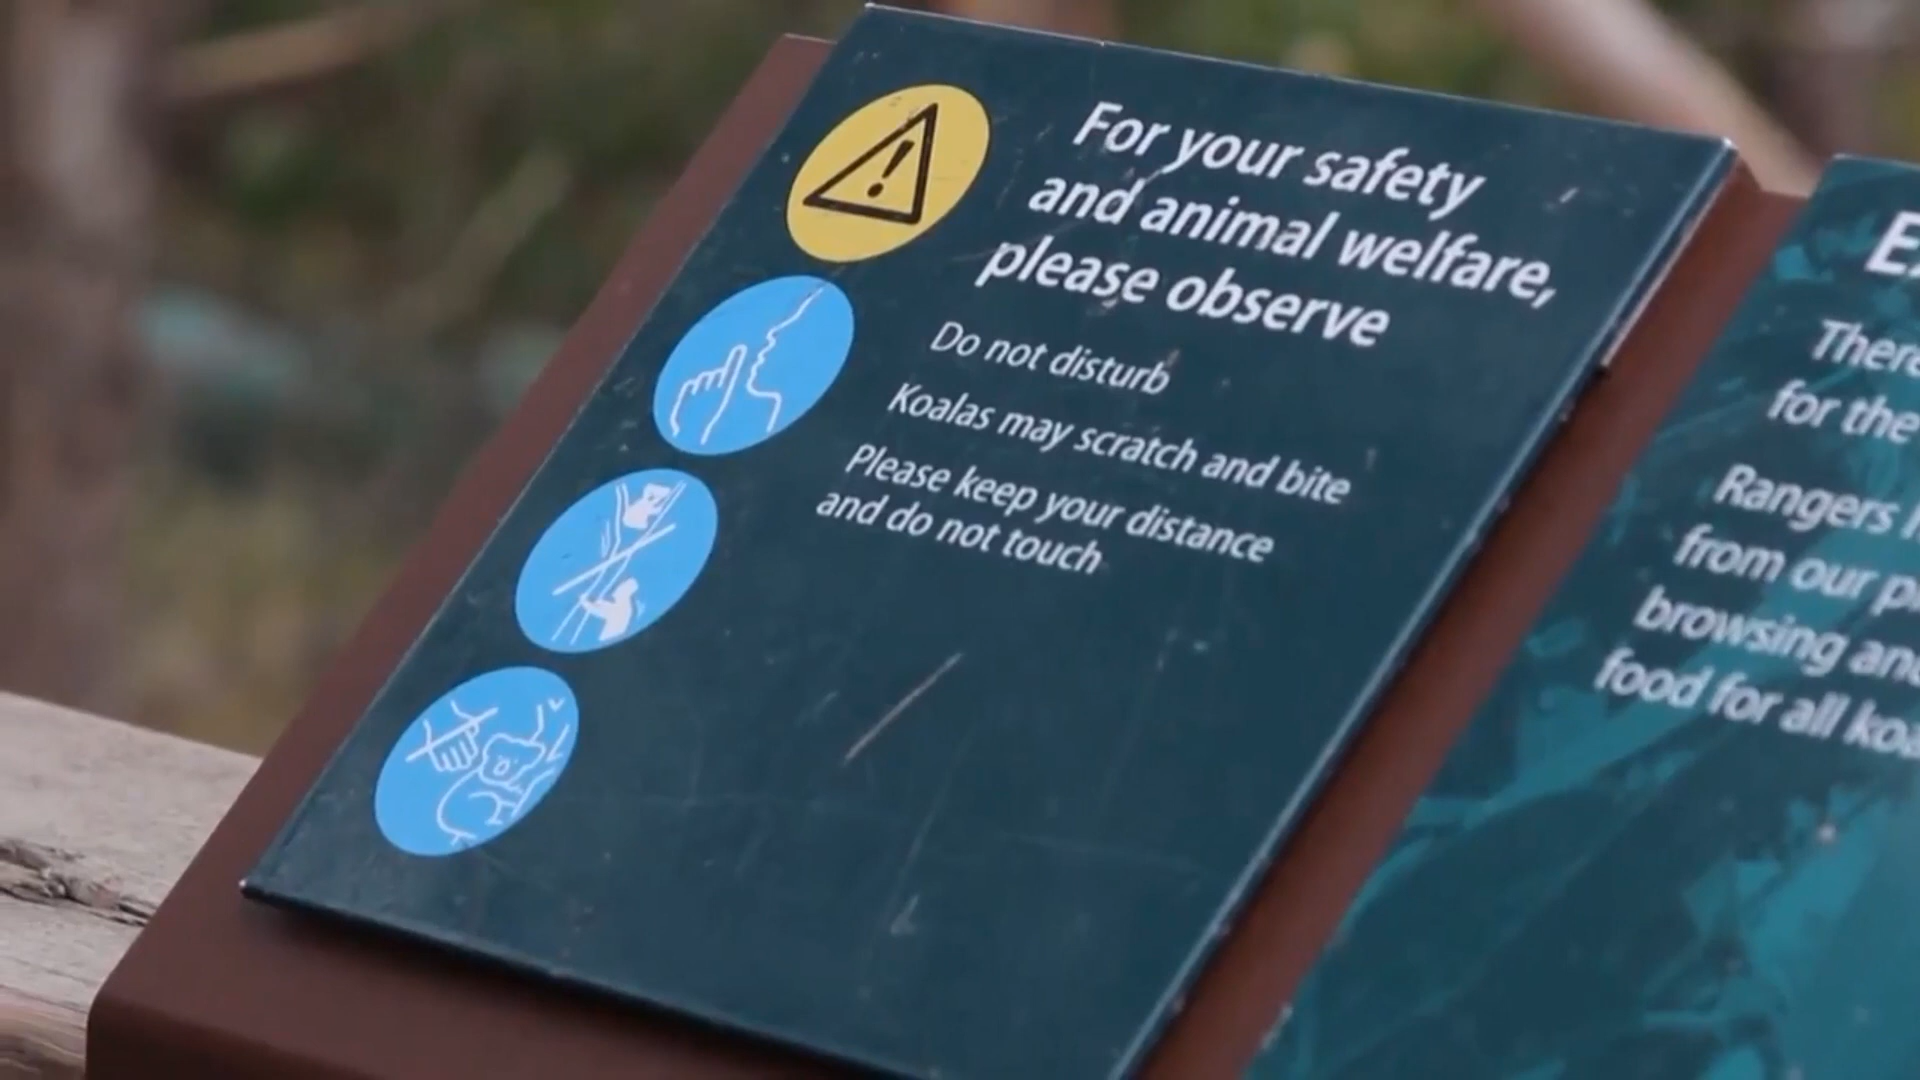 For your safety
and animal welfare,
please observe
Do not disturb
Koalas may scratch and bite
Please keep your distance
and do not touch
There
for the
Rangers
from our
browsing
food for all